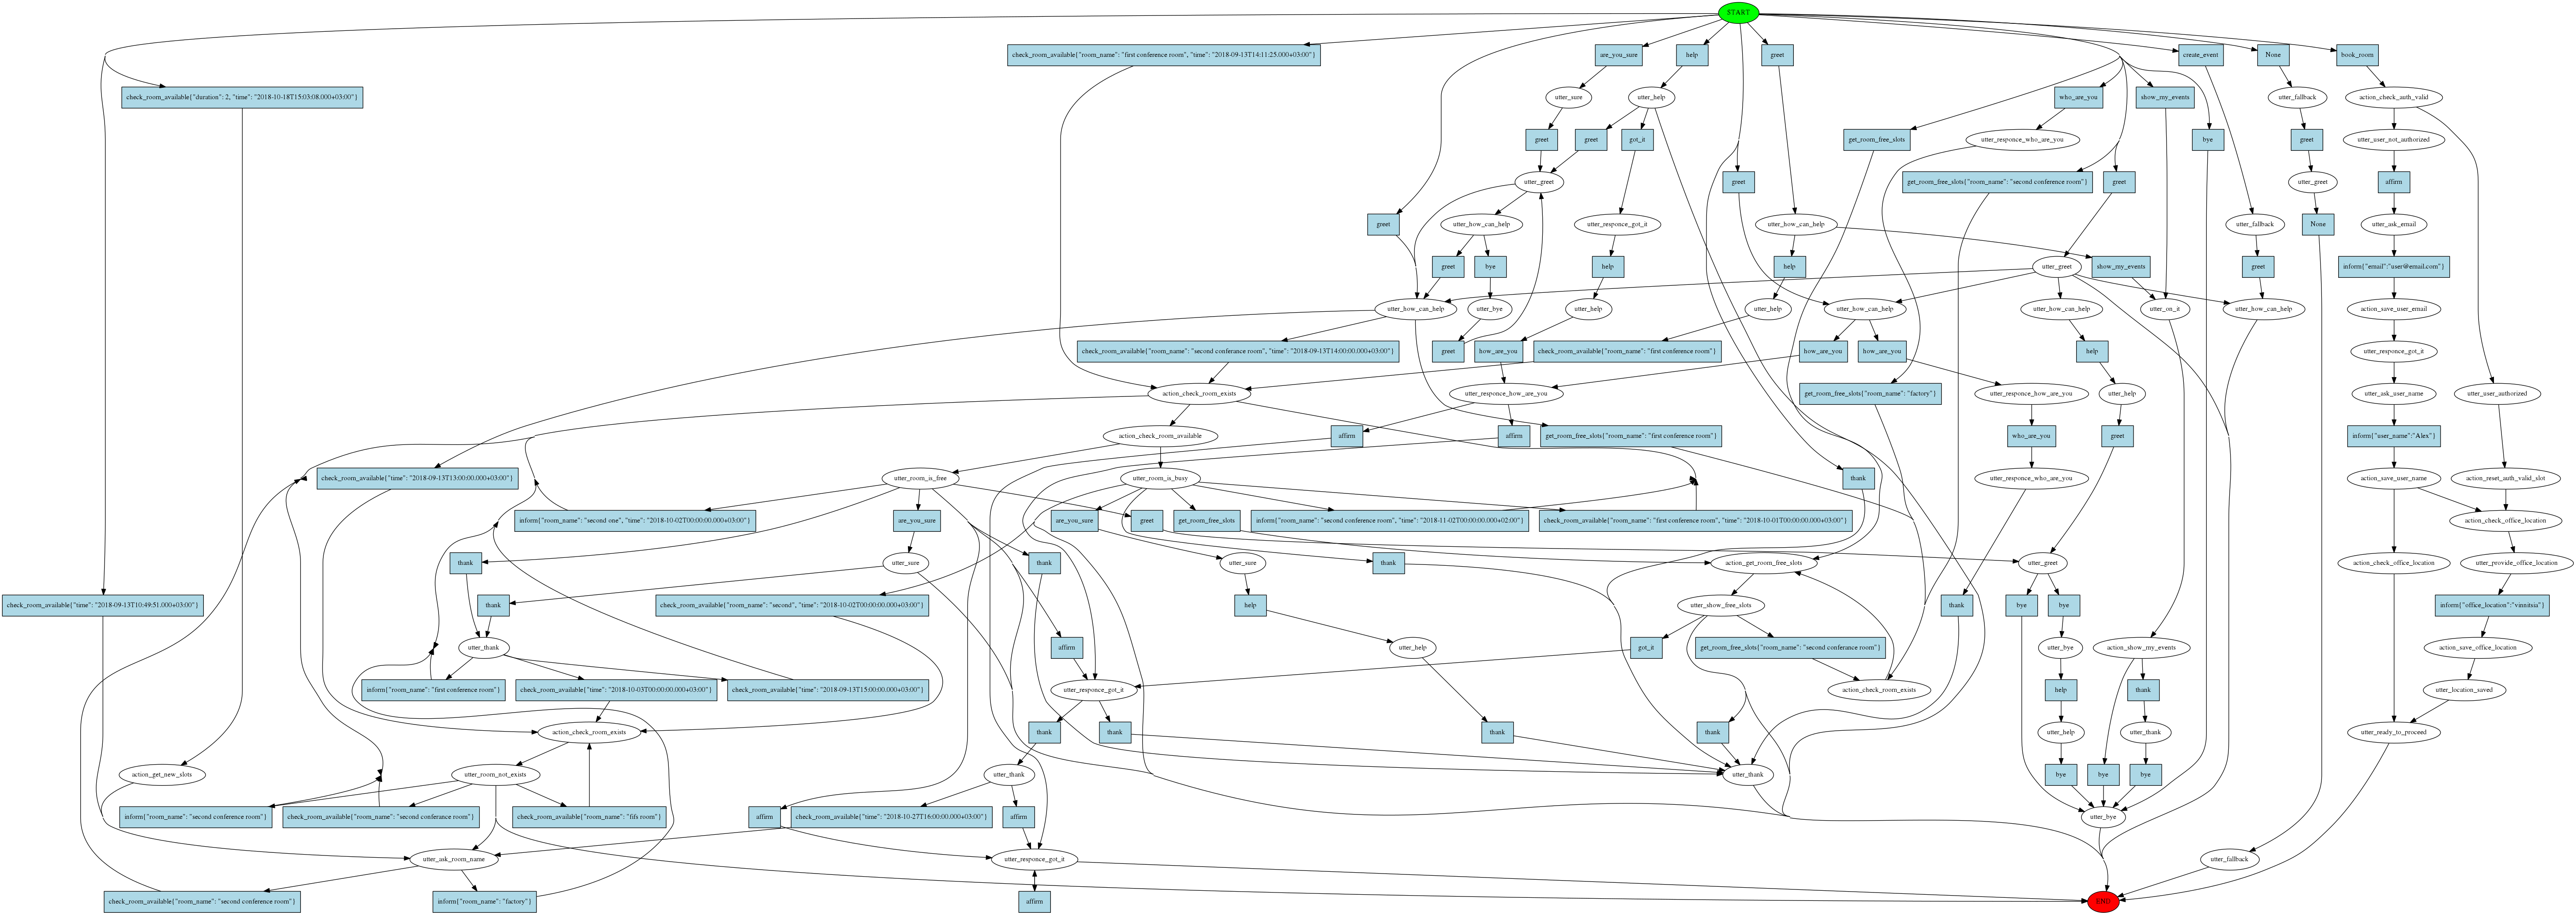 START
check_room_available{"room_name": "first conference room", "time": "2018-09-13T14:11:25.000+03:00"}
are_you_sure
help
greet
create_event
None
book_room
check_room_available{"duration": 2, "time": "2018-10-18T15:03:08.000+03:00"}
utter_sure
utter_help
who_are_you
show_my_events
utter_fallback
action_check_auth_valid
greet
greet
got_it
get_room_free_slots
utter_responce_who_are_you
bye
greet
utter_user_not_authorized
utter_greet
greet
get_room_free_slots{"room_name": "second conference room"}
greet
utter_greet
affirm
greet
utter_how_can_help
utter_responce_got_it
utter_how_can_help
utter_fallback
None
utter_ask_email
greet
bye
help
help
utter_greet
show_my_events
greet
inform{"email":"user@email.com"}
utter_how_can_help
utter_bye
utter_help
utter_help
utter_how_can_help
utter_how_can_help
utter_on_it
utter_how_can_help
action_save_user_email
check_room_available{"room_name": "second conferance room", "time": "2018-09-13T14:00:00.000+03:00"}
greet
how_are_you
check_room_available{"room_name": "first conference room"}
how_are_you
how_are_you
help
utter_responce_got_it
action_check_room_exists
utter_responce_how_are_you
get_room_free_slots{"room_name": "factory"}
utter_responce_how_are_you
utter_help
utter_ask_user_name
utter_user_authorized
action_check_room_available
affirm
affirm
get_room_free_slots{"room_name": "first conference room"}
who_are_you
greet
inform{"user_name":"Alex"}
check_room_available{"time": "2018-09-13T13:00:00.000+03:00"}
utter_room_is_free
utter_room_is_busy
thank
utter_responce_who_are_you
action_save_user_name
action_reset_auth_valid_slot
inform{"room_name": "second one", "time": "2018-10-02T00:00:00.000+03:00"}
are_you_sure
are_you_sure
greet
get_room_free_slots
inform{"room_name": "second conference room", "time": "2018-11-02T00:00:00.000+02:00"}
check_room_available{"room_name": "first conference room", "time": "2018-10-01T00:00:00.000+03:00"}
action_check_office_location
thank
utter_sure
thank
utter_sure
thank
action_get_room_free_slots
utter_greet
action_check_office_location
utter_provide_office_location
check_room_available{"time": "2018-09-13T10:49:51.000+03:00"}
thank
check_room_available{"room_name": "second", "time": "2018-10-02T00:00:00.000+03:00"}
help
utter_show_free_slots
thank
bye
bye
inform{"office_location":"vinnitsia"}
utter_thank
affirm
utter_help
got_it
get_room_free_slots{"room_name": "second conferance room"}
utter_bye
action_show_my_events
action_save_office_location
inform{"room_name": "first conference room"}
check_room_available{"time": "2018-10-03T00:00:00.000+03:00"}
check_room_available{"time": "2018-09-13T15:00:00.000+03:00"}
utter_responce_got_it
action_check_room_exists
help
thank
utter_location_saved
action_check_room_exists
thank
thank
thank
thank
utter_help
utter_thank
utter_ready_to_proceed
action_get_new_slots
utter_room_not_exists
utter_thank
utter_thank
bye
bye
bye
inform{"room_name": "second conference room"}
check_room_available{"room_name": "second conferance room"}
check_room_available{"room_name": "fifs room"}
affirm
check_room_available{"time": "2018-10-27T16:00:00.000+03:00"}
affirm
utter_bye
utter_ask_room_name
utter_responce_got_it
utter_fallback
check_room_available{"room_name": "second conference room"}
inform{"room_name": "factory"}
affirm
END